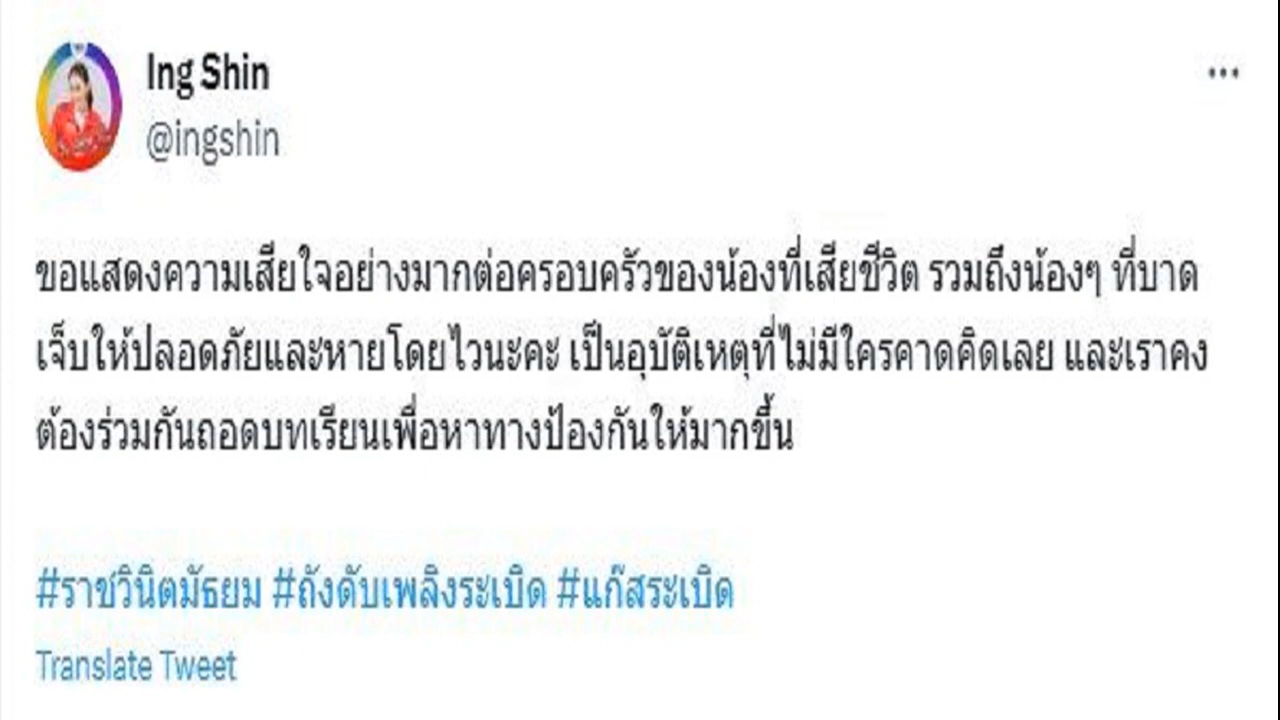 Ing Shin
@ingshin
ขอแสดงความเสียใจอย่างมากต่อครอบครัวของน้องที่เสียชีวิต รวมถึงน้องๆ ที่บาด
เจ็บให้ปลอดภัยและหายโดยไวนะคะ เป็นอุบัติเหตุที่ไม่มีใครคาดคิดเลย และเราคง
ต้องร่วมกันถอดบทเรียนเพื่อหาทางป้องกันให้มากขึ้น
#ราชวินิตมัธยม #ถังดับเพลิงระเบิด #แก๊สระเบิด
Translate Tweet